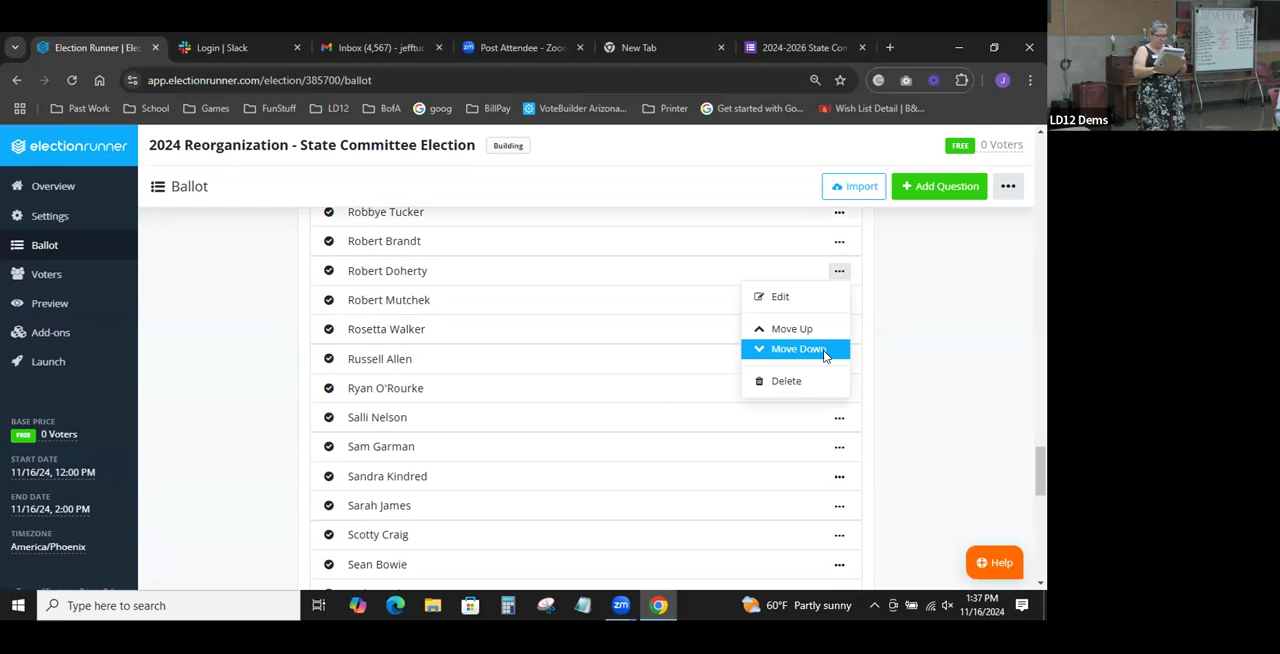 Election Runner | Elec
Login | Slack
Inbox (4,567) - jefftuc
Post Attendee - Zoo
New Tab
2024-2026 State Com
app.electionrunner.com/election/385700/ballot
J
Past Work
School
Games
FunStuff
LD12
BofA
goog
BillPay
VoteBuilder Arizona...
Printer
Get started with Go...
Wish List Detail | B&...
LD12 Dems
electionrunner
2024 Reorganization - State Committee Election
Building
FREE
0 Voters
Ballot
Import
Add Question
Overview
Settings
Ballot
Voters
Preview
Add-ons
Launch
BASE PRICE
FREE 0 Voters
START DATE
11/16/24, 12:00 PM
END DATE
11/16/24, 2:00 PM
TIMEZONE
America/Phoenix
Robbye Tucker
Robert Brandt
Robert Doherty
Robert Mutchek
Rosetta Walker
Russell Allen
Ryan O'Rourke
Salli Nelson
Sam Garman
Sandra Kindred
Sarah James
Scotty Craig
Sean Bowie
Edit
Move Up
Move Down
Delete
Help
Type here to search
zm
60°F Partly sunny
1:37 PM
11/16/2024